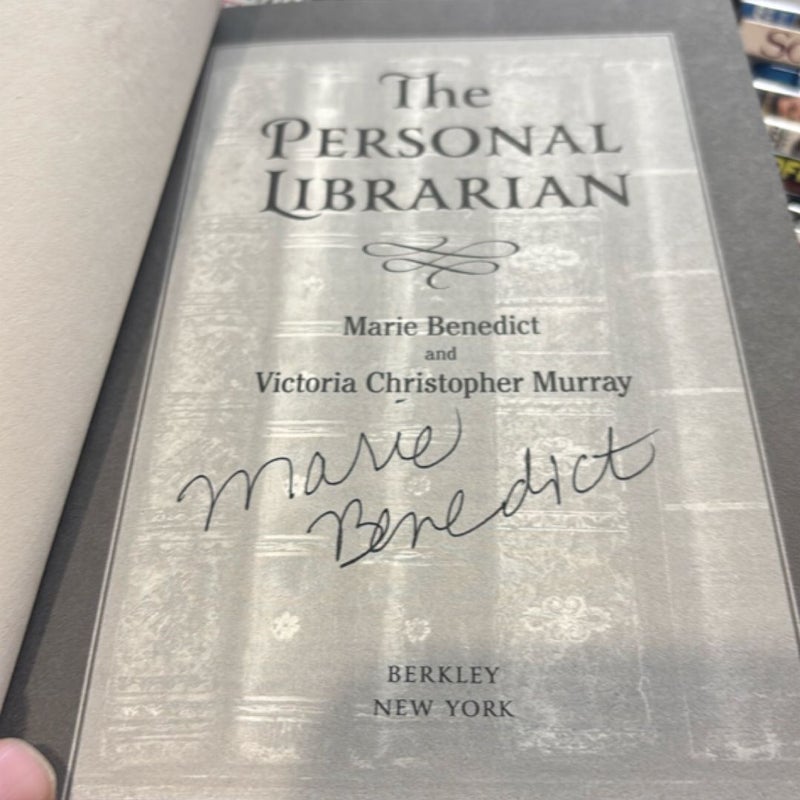 The
PERSONAL
LIBRARIAN
Marie Benedict
and
Victoria Christopher Murray
Marie
Benedict
BERKLEY
NEW YORK